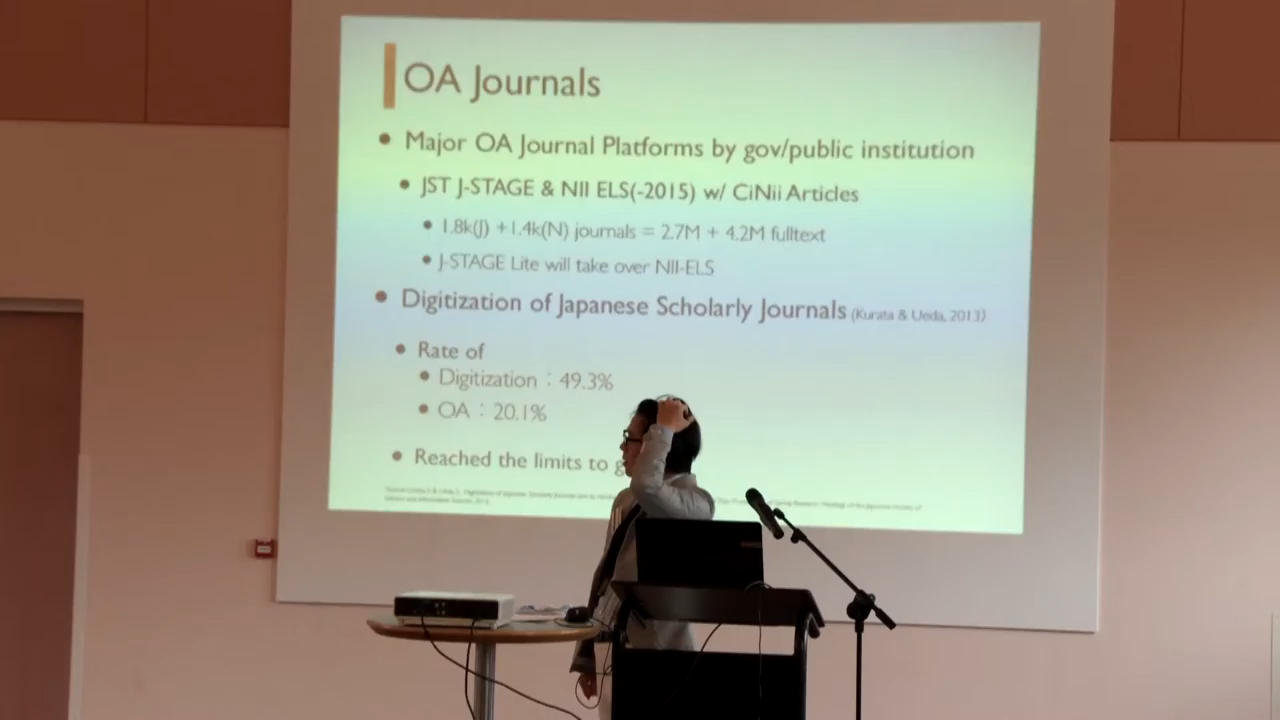 OA Journals
Major OA Journal Platforms by gov/public institution
JST J-STAGE & NII ELS(-2015) w/ CiNii Articles
1.8k(J) +1.4k(N) journals = 2.7M + 4.2M fulltext
J-STAGE Lite will take over NII-ELS
Digitization of Japanese Scholarly Journals (Kurata & Ueda, 2013)
Rate of
Digitization : 49.3%
OA : 20.1%
Reached the limits to